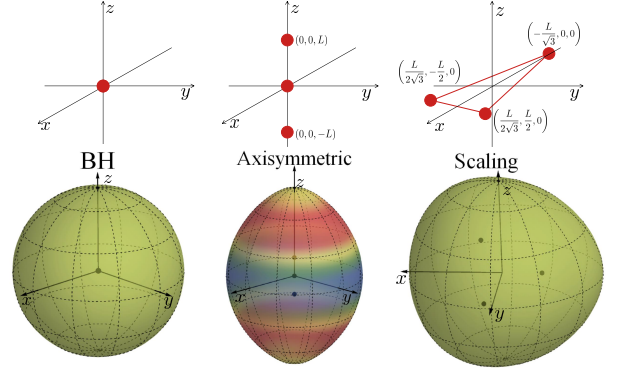 z
y
x
z
(0,0,L)
(0,0,-L)
y
x
z
(-L/√3,0,0)
(L/2√3,-L/2,0)
(L/2√3,L/2,0)
y
x
BH
Axisymmetric
Scaling
z
x
y
z
x
y
z
x
y